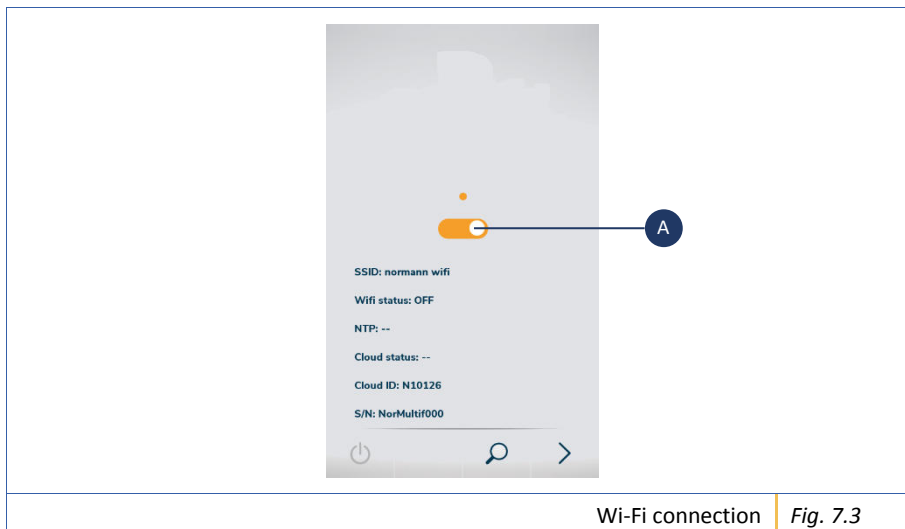 A
SSID: normann wifi
Wifi status: OFF
NTP: --
Cloud status: --
Cloud ID: N10126
S/N: NorMultif000
Wi-Fi connection Fig. 7.3